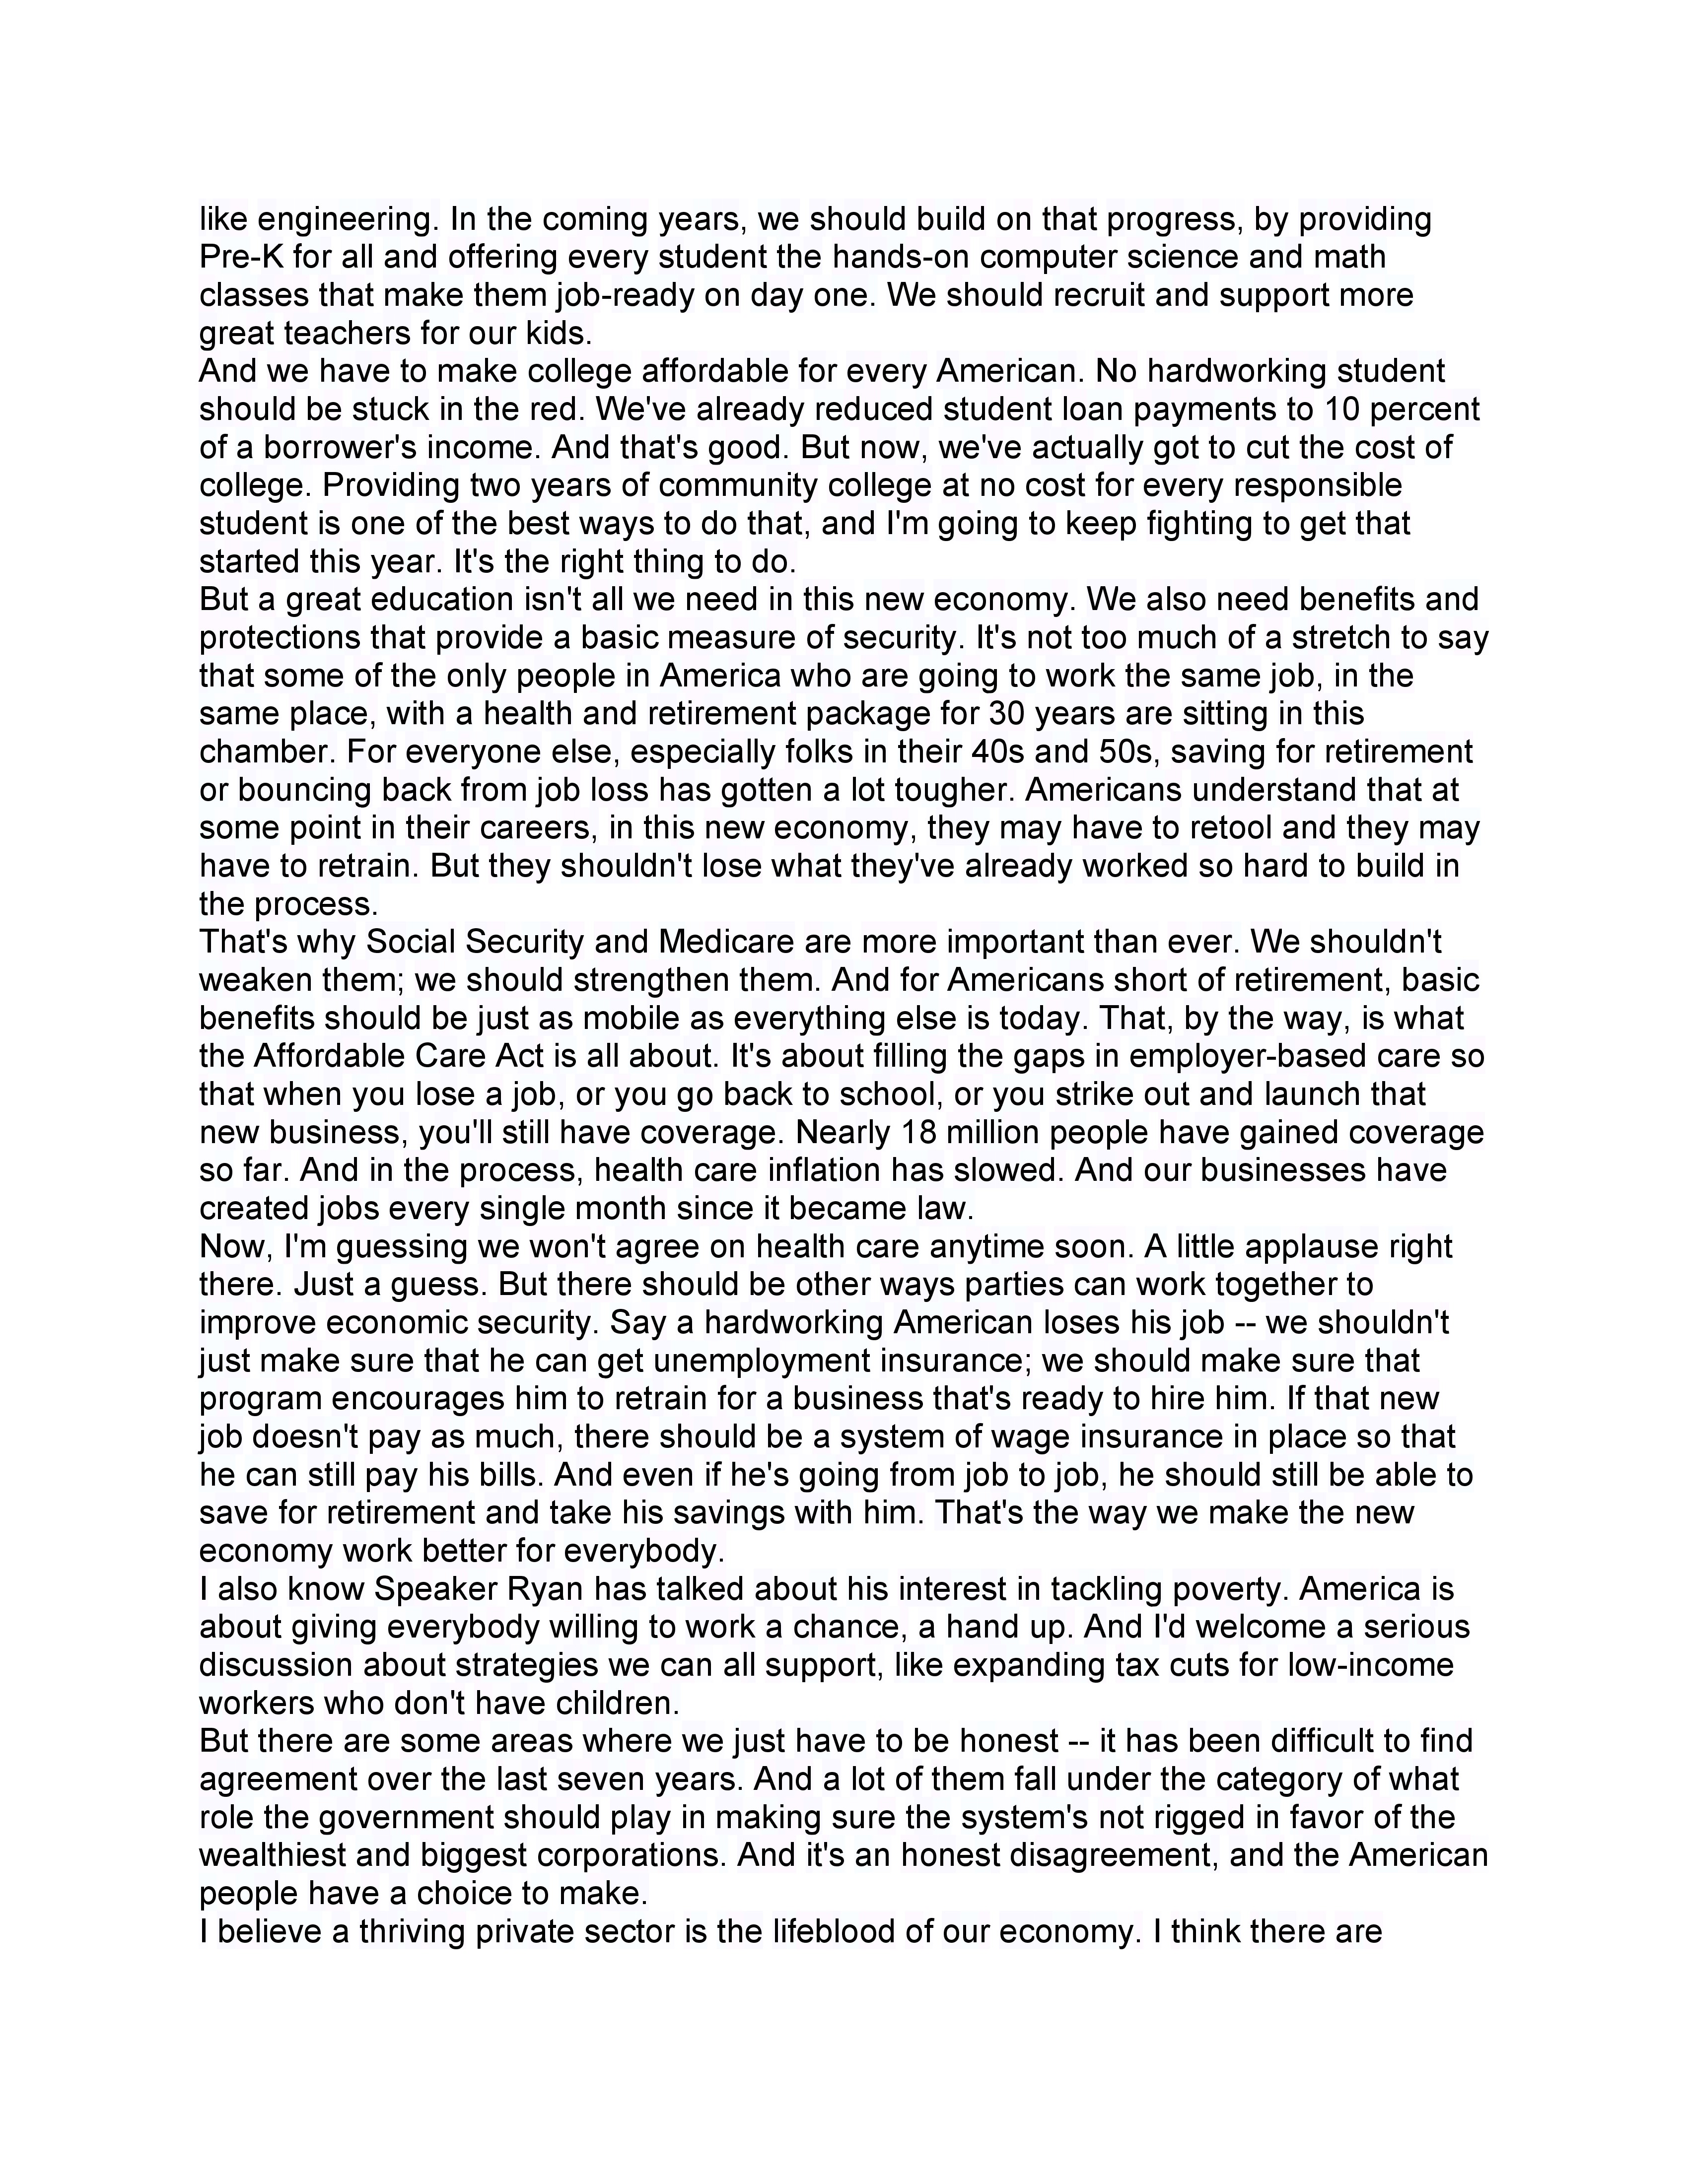 like engineering. In the coming years, we should build on that progress, by providing
Pre-K for all and offering every student the hands-on computer science and math
classes that make them job-ready on day one. We should recruit and support more
great teachers for our kids.
And we have to make college affordable for every American. No hardworking student
should be stuck in the red. We've already reduced student loan payments to 10 percent
of a borrower's income. And that's good. But now, we've actually got to cut the cost of
college. Providing two years of community college at no cost for every responsible
student is one of the best ways to do that, and I'm going to keep fighting to get that
started this year. It's the right thing to do.
But a great education isn't all we need in this new economy. We also need benefits and
protections that provide a basic measure of security. It's not too much of a stretch to say
that some of the only people in America who are going to work the same job, in the
same place, with a health and retirement package for 30 years are sitting in this
chamber. For everyone else, especially folks in their 40s and 50s, saving for retirement
or bouncing back from job loss has gotten a lot tougher. Americans understand that at
some point in their careers, in this new economy, they may have to retool and they may
have to retrain. But they shouldn't lose what they've already worked so hard to build in
the process.
That's why Social Security and Medicare are more important than ever. We shouldn't
weaken them; we should strengthen them. And for Americans short of retirement, basic
benefits should be just as mobile as everything else is today. That, by the way, is what
the Affordable Care Act is all about. It's about filling the gaps in employer-based care so
that when you lose a job, or you go back to school, or you strike out and launch that
new business, you'll still have coverage. Nearly 18 million people have gained coverage
so far. And in the process, health care inflation has slowed. And our businesses have
created jobs every single month since it became law.
Now, I'm guessing we won't agree on health care anytime soon. A little applause right
there. Just a guess. But there should be other ways parties can work together to
improve economic security. Say a hardworking American loses his job -- we shouldn't
just make sure that he can get unemployment insurance; we should make sure that
program encourages him to retrain for a business that's ready to hire him. If that new
job doesn't pay as much, there should be a system of wage insurance in place so that
he can still pay his bills. And even if he's going from job to job, he should still be able to
save for retirement and take his savings with him. That's the way we make the new
economy work better for everybody.
I also know Speaker Ryan has talked about his interest in tackling poverty. America is
about giving everybody willing to work a chance, a hand up. And I'd welcome a serious
discussion about strategies we can all support, like expanding tax cuts for low-income
workers who don't have children.
But there are some areas where we just have to be honest -- it has been difficult to find
agreement over the last seven years. And a lot of them fall under the category of what
role the government should play in making sure the system's not rigged in favor of the
wealthiest and biggest corporations. And it's an honest disagreement, and the American
people have a choice to make.
I believe a thriving private sector is the lifeblood of our economy. I think there are